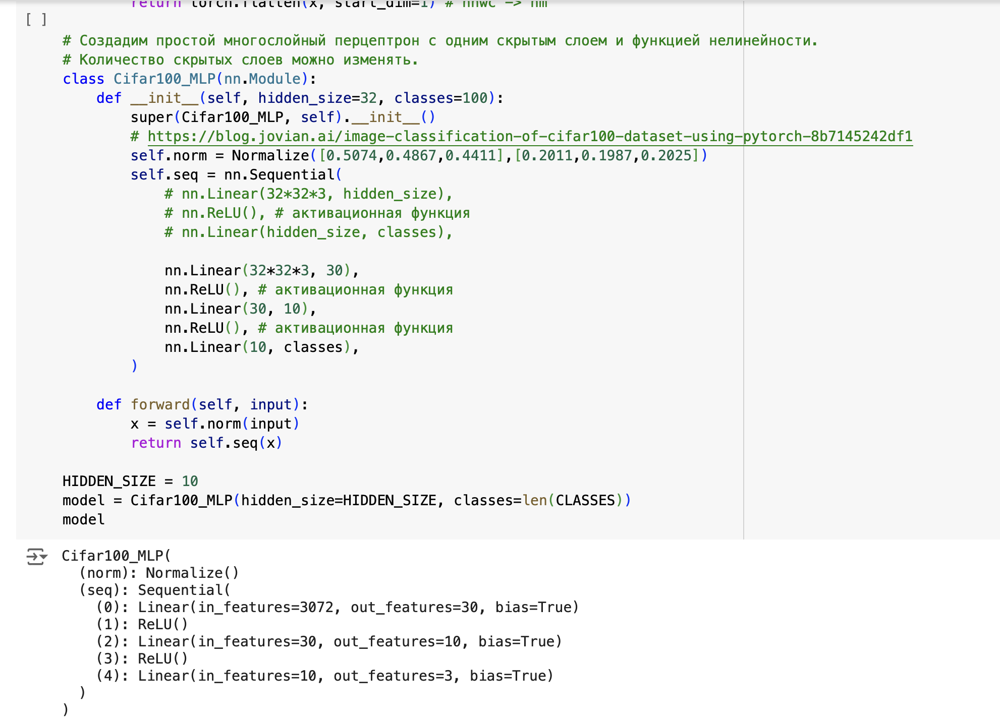 return torch.flatten(x, start_dim=1) # nhwc -> nm
[ ]
# Создадим простой многослойный перцептрон с одним скрытым слоем и функцией нелинейности.
# Количество скрытых слоев можно изменять.
class Cifar100_MLP(nn.Module):
    def __init__(self, hidden_size=32, classes=100):
        super(Cifar100_MLP, self).__init__()
        # https://blog.jovian.ai/image-classification-of-cifar100-dataset-using-pytorch-8b7145242df1
        self.norm = Normalize([0.5074,0.4867,0.4411],[0.2011,0.1987,0.2025])
        self.seq = nn.Sequential(
            # nn.Linear(32*32*3, hidden_size),
            # nn.ReLU(), # активационная функция
            # nn.Linear(hidden_size, classes),
            nn.Linear(32*32*3, 30),
            nn.ReLU(), # активационная функция
            nn.Linear(30, 10),
            nn.ReLU(), # активационная функция
            nn.Linear(10, classes),
        )
    def forward(self, input):
        x = self.norm(input)
        return self.seq(x)
HIDDEN_SIZE = 10
model = Cifar100_MLP(hidden_size=HIDDEN_SIZE, classes=len(CLASSES))
model
Cifar100_MLP(
  (norm): Normalize()
  (seq): Sequential(
    (0): Linear(in_features=3072, out_features=30, bias=True)
    (1): ReLU()
    (2): Linear(in_features=30, out_features=10, bias=True)
    (3): ReLU()
    (4): Linear(in_features=10, out_features=3, bias=True)
  )
)